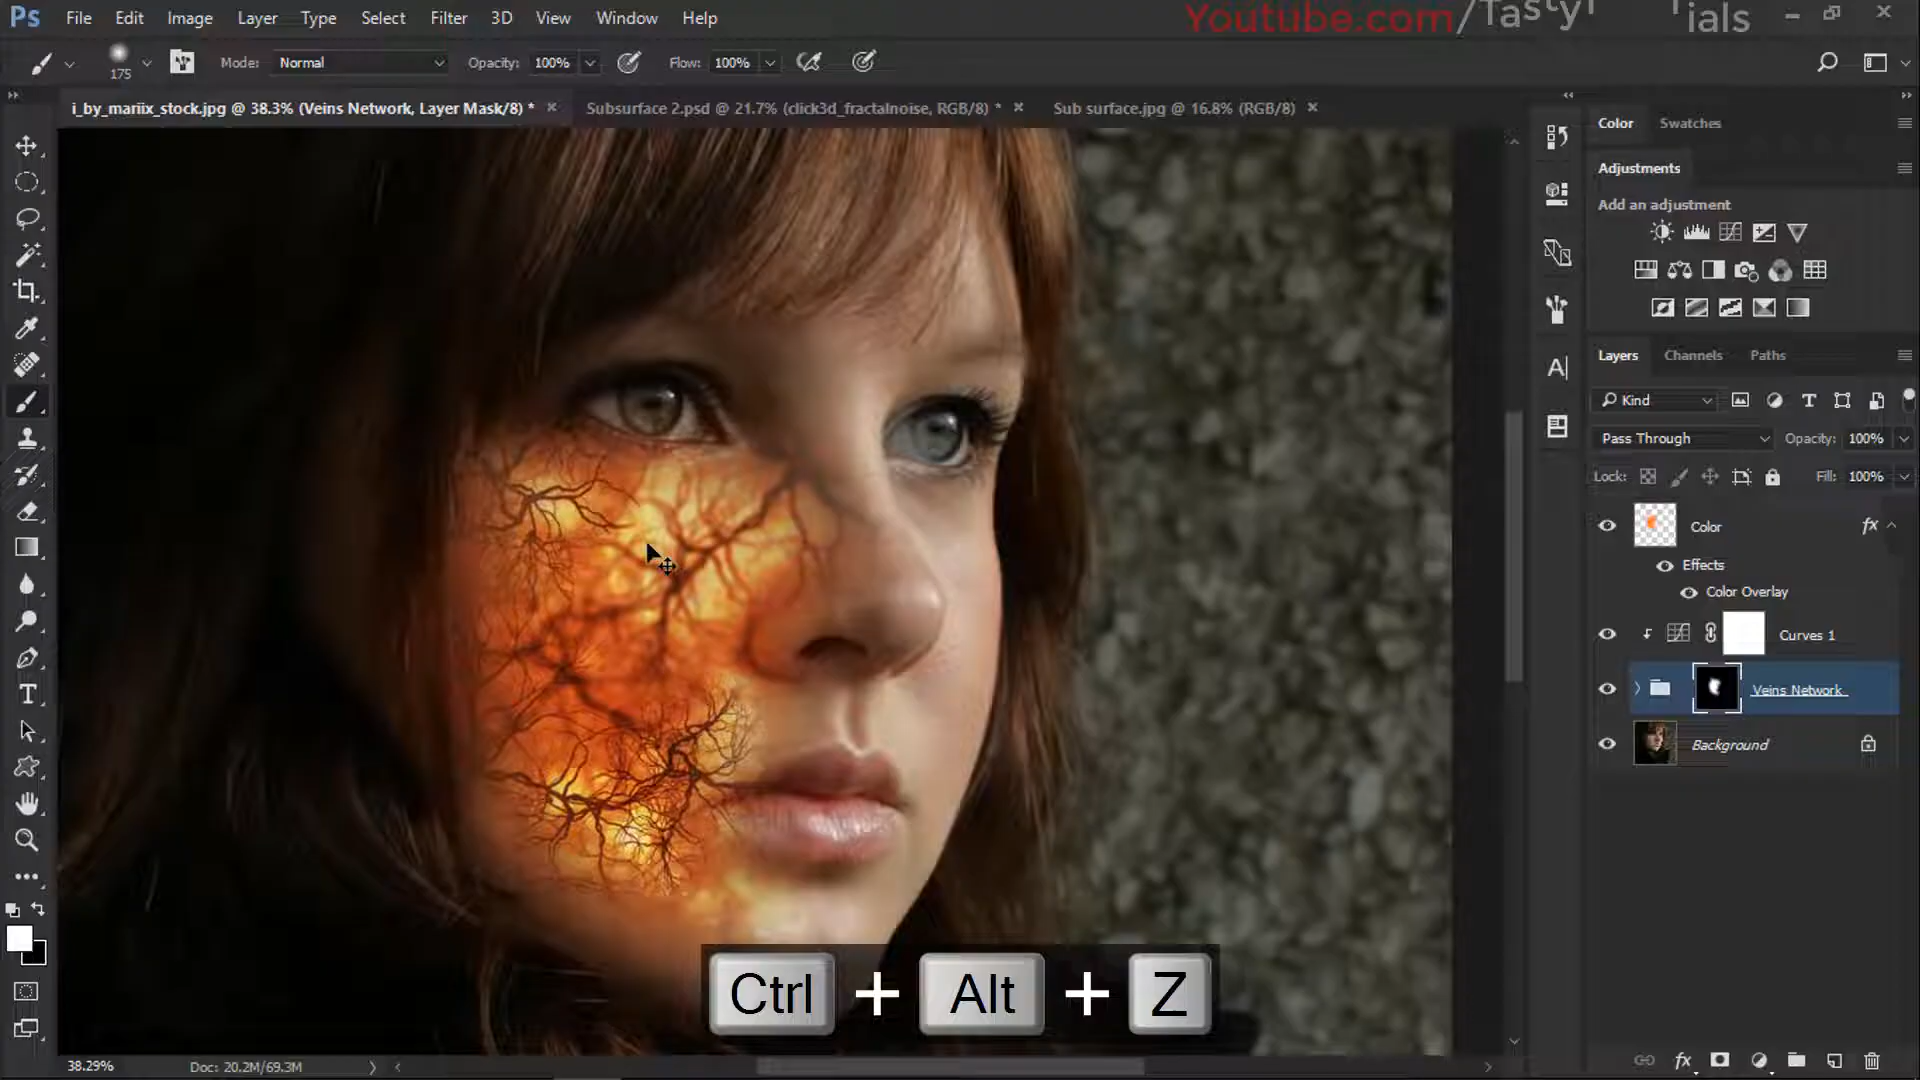 Ps File Edit Image Layer Type Select Filter 3D View Window Help
Youtube.com/Tasty ials
175 Mode: Normal Opacity: 100% Flow: 100%
i_by_mariix_stock.jpg @ 38.3% (Veins Network, Layer Mask/8) * Subsurface 2.psd @ 21.7% (click3d_fractalnoise, RGB/8) * Sub surface.jpg @ 16.8% (RGB/8)
Color Swatches
Adjustments
Add an adjustment
Layers Channels Paths
Kind
Pass Through Opacity: 100%
Lock: Fill: 100%
Color fx
Effects
Color Overlay
Curves 1
Veins Network
Background
Ctrl + Alt + Z
38.29% Doc: 20.2M/69.3M
fx